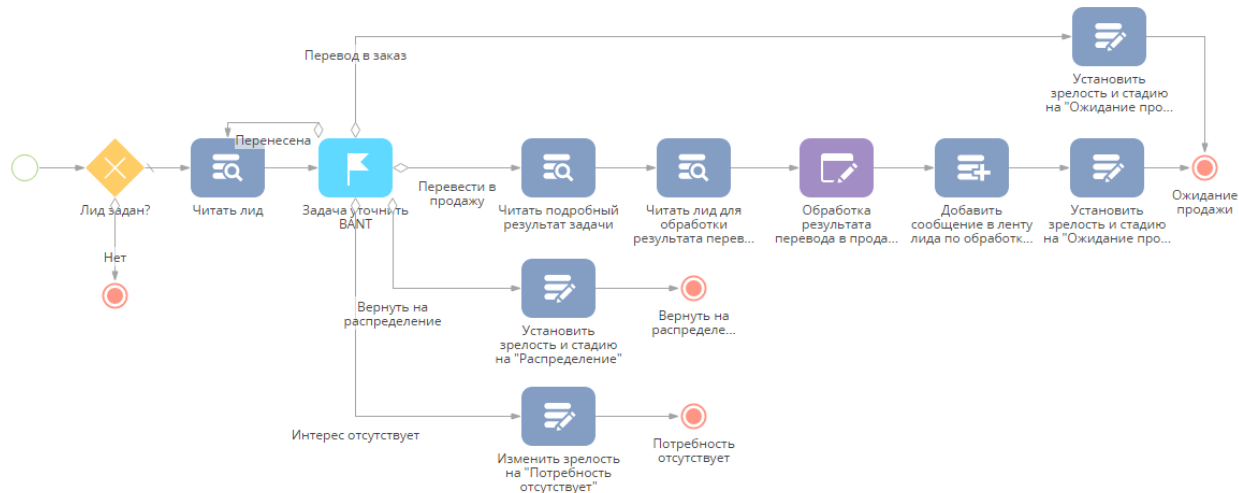 Перевод в заказ
Установить
зрелость и стадию
на "Ожидание про...
Перенесена
Лид задан?
Читать лид
Задача уточнить
BANT
Перевести в
продажу
Читать подробный
результат задачи
Читать лид для
обработки
результата перев...
Обработка
результата
перевода в прода...
Добавить
сообщение в ленту
лида по обработк...
Установить
зрелость и стадию
на "Ожидание про...
Ожидание
продажи
Нет
Вернуть на
распределение
Установить
зрелость и стадию
на "Распределение"
Вернуть на
распределе...
Интерес отсутствует
Изменить зрелость
на "Потребность
отсутствует"
Потребность
отсутствует